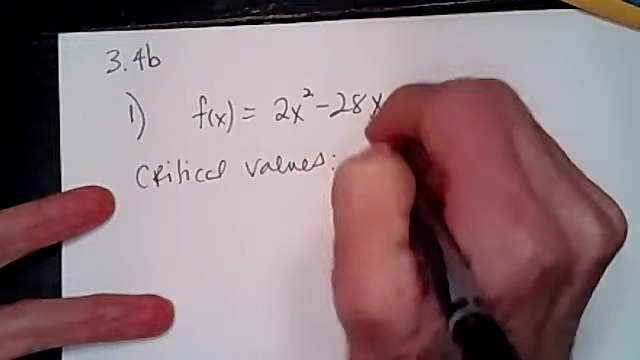 3.4b
1) f(x) = 2x² - 28x
Critical values: